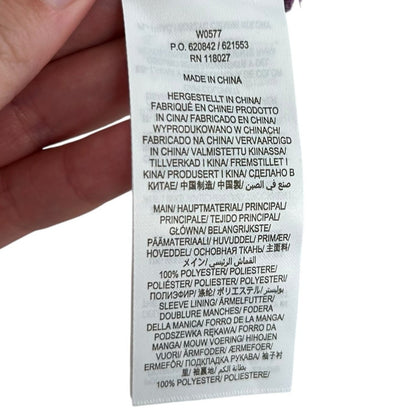 W0577
P.O. 620842 / 621553
RN 118027
MADE IN CHINA
HERGESTELLT IN CHINA/
FABRIQUÉ EN CHINE/ PRODOTTO
IN CINA/ FABRICADO EN CHINA/
WYPRODUKOWANO W CHINACH/
FABRICADO NA CHINA/ VERVAARDIGD
IN CHINA/ VALMISTETTU KIINASSA/
TILLVERKAD I KINA/ FREMSTILLET I
KINA/ PRODUSERT I KINA/ СДЕЛАНО В
КИТАЕ/ 中国制造/ 中国製/ صنع في الصين
MAIN/ HAUPTMATERIAL/ PRINCIPAL/
PRINCIPALE/ TEJIDO PRINCIPAL/
GŁÓWNA/ BELANGRIJKSTE/
PÄÄMATERIAALI/ HUVUDDEL/ PRIMÆR/
HOVEDDEL/ ОСНОВНАЯ ТКАНЬ/ 主面料/
メイン/ القماش الرئيسي
100% POLYESTER/ POLIESTERE/
POLIÉSTER/ POLIESTER/ POLYESTERI/
ПОЛИЭФИР/ 涤纶/ ポリエステル/ بوليستر
SLEEVE LINING/ ÄRMELFUTTER/
DOUBLURE MANCHES/ FODERA
DELLA MANICA/ FORRO DE LA MANGA/
PODSZEWKA RĘKAWA/ FORRO DA
MANGA/ MOUW VOERING/ HIHOJEN
VUORI/ ÄRMFODER/ ÆRMEFOER/
ERMEFÔR/ ПОДКЛАДКА РУКАВА/ 袖子衬
里/ 袖裏地/ بطانة الكم
100% POLYESTER/ POLIESTERE/